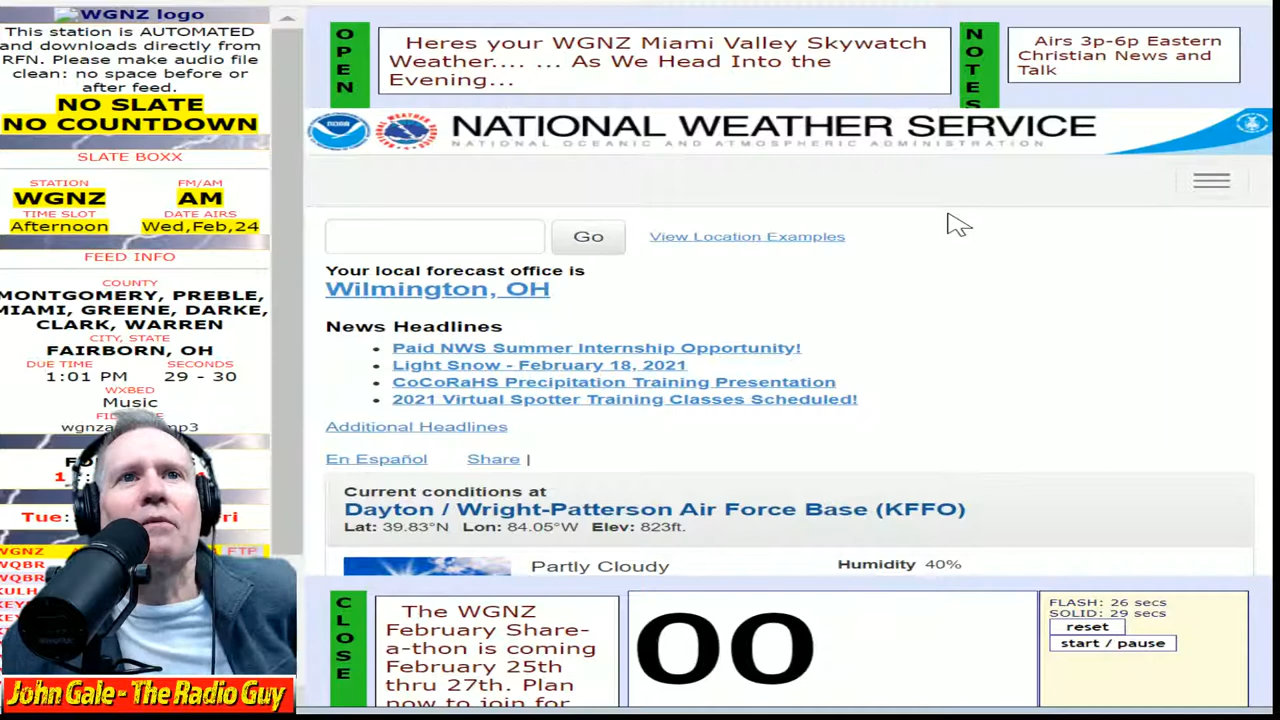 WGNZ logo
This station is AUTOMATED
and downloads directly from
RFN. Please make audio file
clean: no space before or
after feed.
NO SLATE
NO COUNTDOWN
SLATE BOXX
STATION
FM/AM
WGNZ
AM
TIME SLOT
DATE AIRS
Afternoon
Wed,Feb,24
FEED INFO
COUNTY
MONTGOMERY, PREBLE,
MIAMI, GREENE, DARKE,
CLARK, WARREN
CITY, STATE
FAIRBORN, OH
DUE TIME
SECONDS
1:01 PM
29 - 30
WXBED
Music
Tue:
WGNZ
FTP
WQBR
WQBR
John Gale - The Radio Guy
OPEN
Heres your WGNZ Miami Valley Skywatch
Weather.... ... As We Head Into the
Evening...
NOTES
Airs 3p-6p Eastern
Christian News and
Talk
NATIONAL WEATHER SERVICE
NATIONAL OCEANIC AND ATMOSPHERIC ADMINISTRATION
Go
View Location Examples
Your local forecast office is
Wilmington, OH
News Headlines
Paid NWS Summer Internship Opportunity!
Light Snow - February 18, 2021
CoCoRaHS Precipitation Training Presentation
2021 Virtual Spotter Training Classes Scheduled!
Additional Headlines
En Español
Share |
Current conditions at
Dayton / Wright-Patterson Air Force Base (KFFO)
Lat: 39.83°N Lon: 84.05°W Elev: 823ft.
Partly Cloudy
Humidity 40%
CLOSE
The WGNZ
February Share-
a-thon is coming
February 25th
thru 27th. Plan
now to join for
00
FLASH: 26 secs
SOLID: 29 secs
reset
start / pause